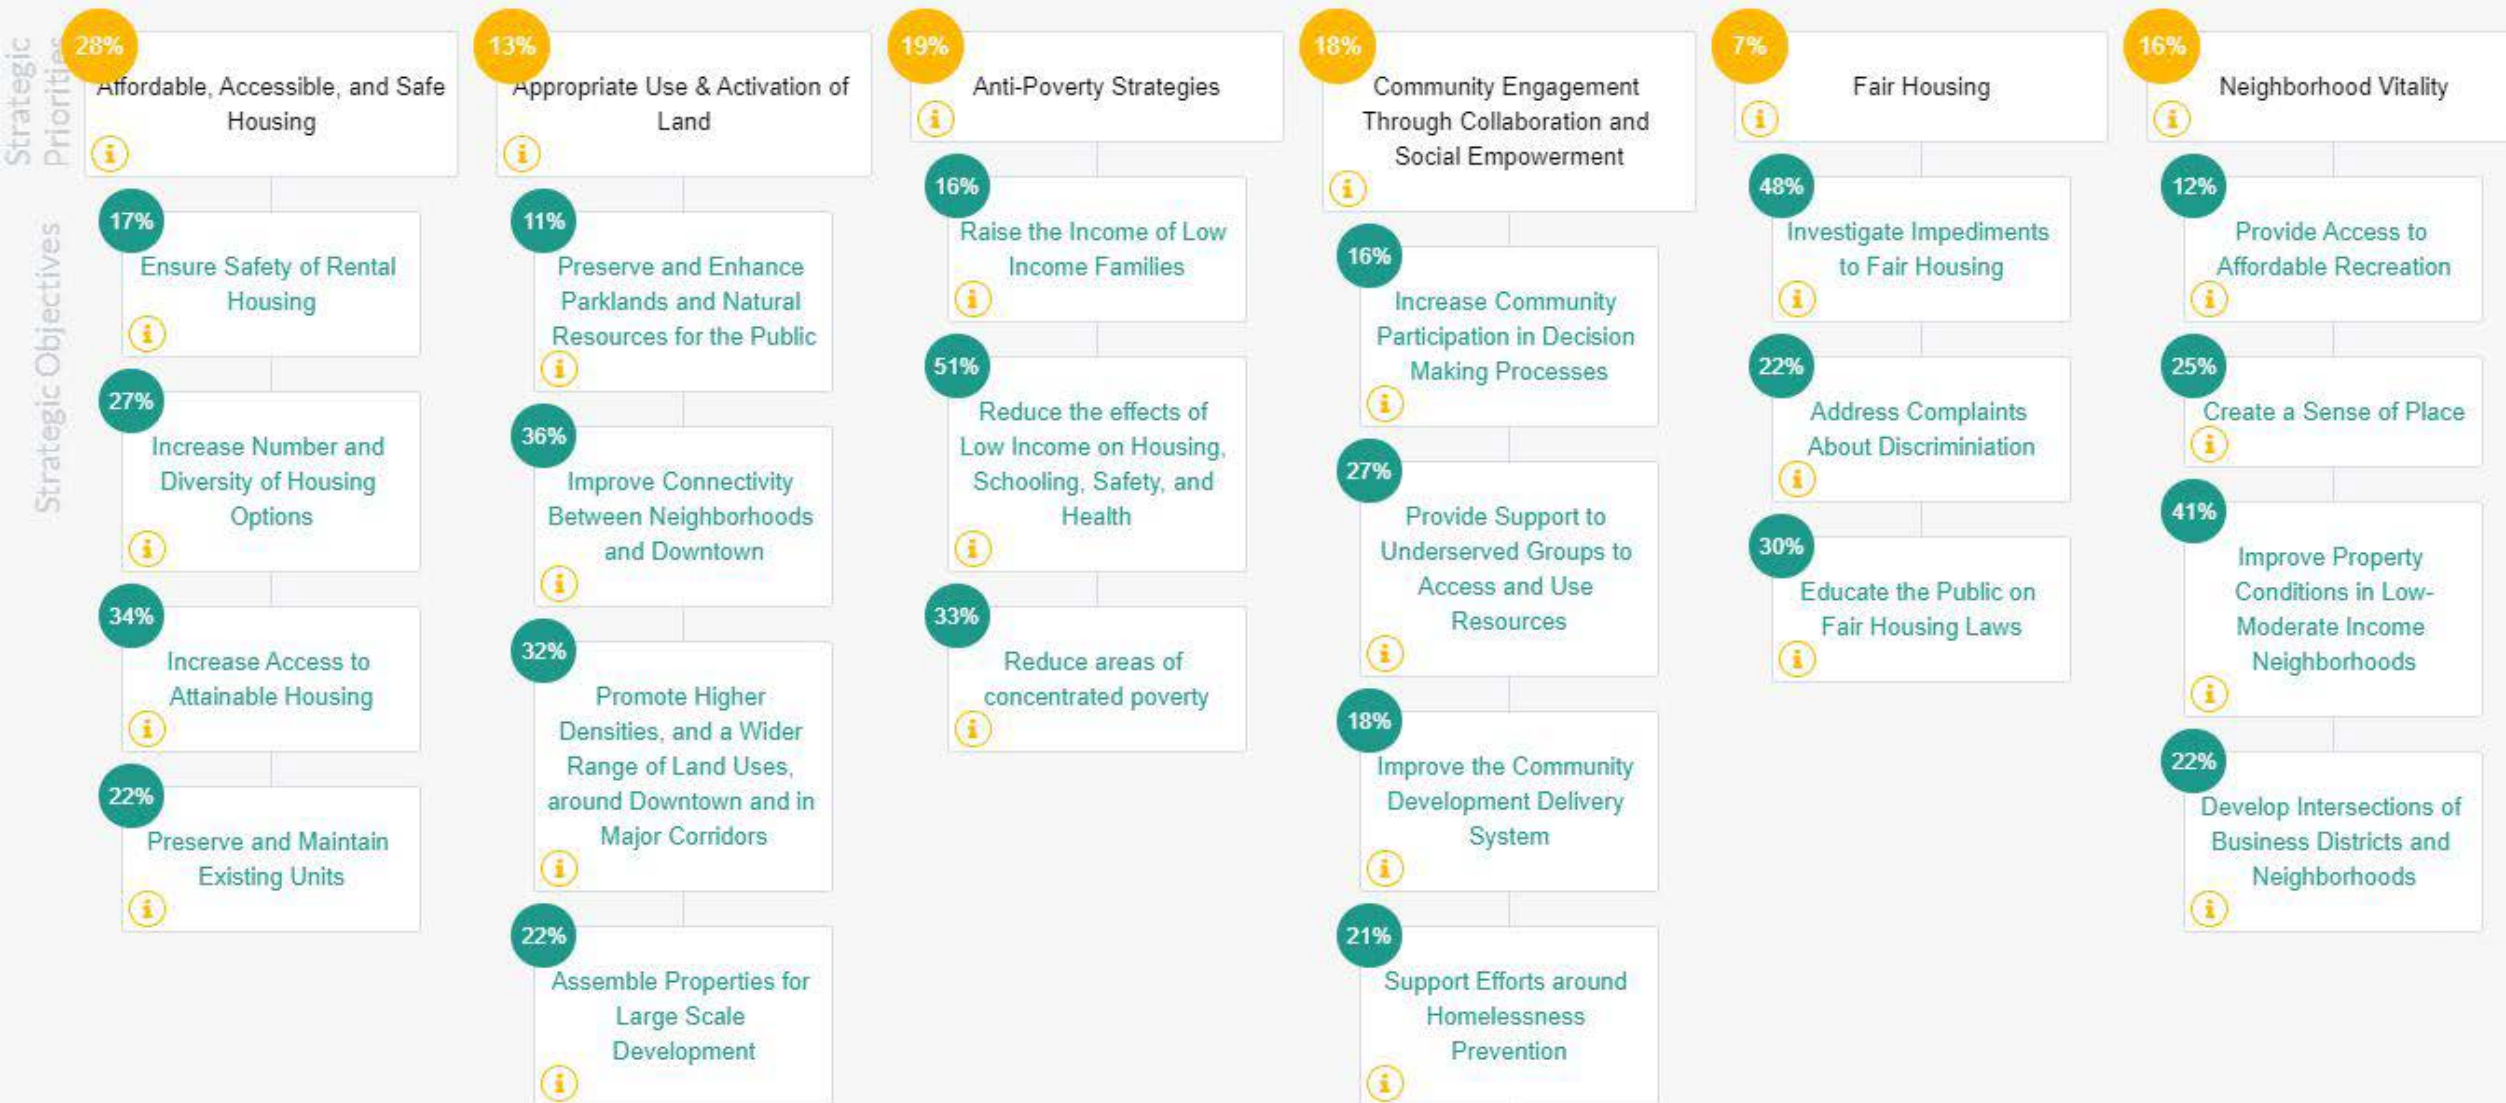 Strategic
Priorities
Strategic Objectives
28%
Affordable, Accessible, and Safe
Housing
17%
Ensure Safety of Rental
Housing
27%
Increase Number and
Diversity of Housing
Options
34%
Increase Access to
Attainable Housing
22%
Preserve and Maintain
Existing Units
13%
Appropriate Use & Activation of
Land
11%
Preserve and Enhance
Parklands and Natural
Resources for the Public
36%
Improve Connectivity
Between Neighborhoods
and Downtown
32%
Promote Higher
Densities, and a Wider
Range of Land Uses,
around Downtown and in
Major Corridors
22%
Assemble Properties for
Large Scale
Development
19%
Anti-Poverty Strategies
16%
Raise the Income of Low
Income Families
51%
Reduce the effects of
Low Income on Housing,
Schooling, Safety, and
Health
33%
Reduce areas of
concentrated poverty
18%
Community Engagement
Through Collaboration and
Social Empowerment
16%
Increase Community
Participation in Decision
Making Processes
27%
Provide Support to
Underserved Groups to
Access and Use
Resources
18%
Improve the Community
Development Delivery
System
21%
Support Efforts around
Homelessness
Prevention
7%
Fair Housing
48%
Investigate Impediments
to Fair Housing
22%
Address Complaints
About Discriminiation
30%
Educate the Public on
Fair Housing Laws
16%
Neighborhood Vitality
12%
Provide Access to
Affordable Recreation
25%
Create a Sense of Place
41%
Improve Property
Conditions in Low-
Moderate Income
Neighborhoods
22%
Develop Intersections of
Business Districts and
Neighborhoods